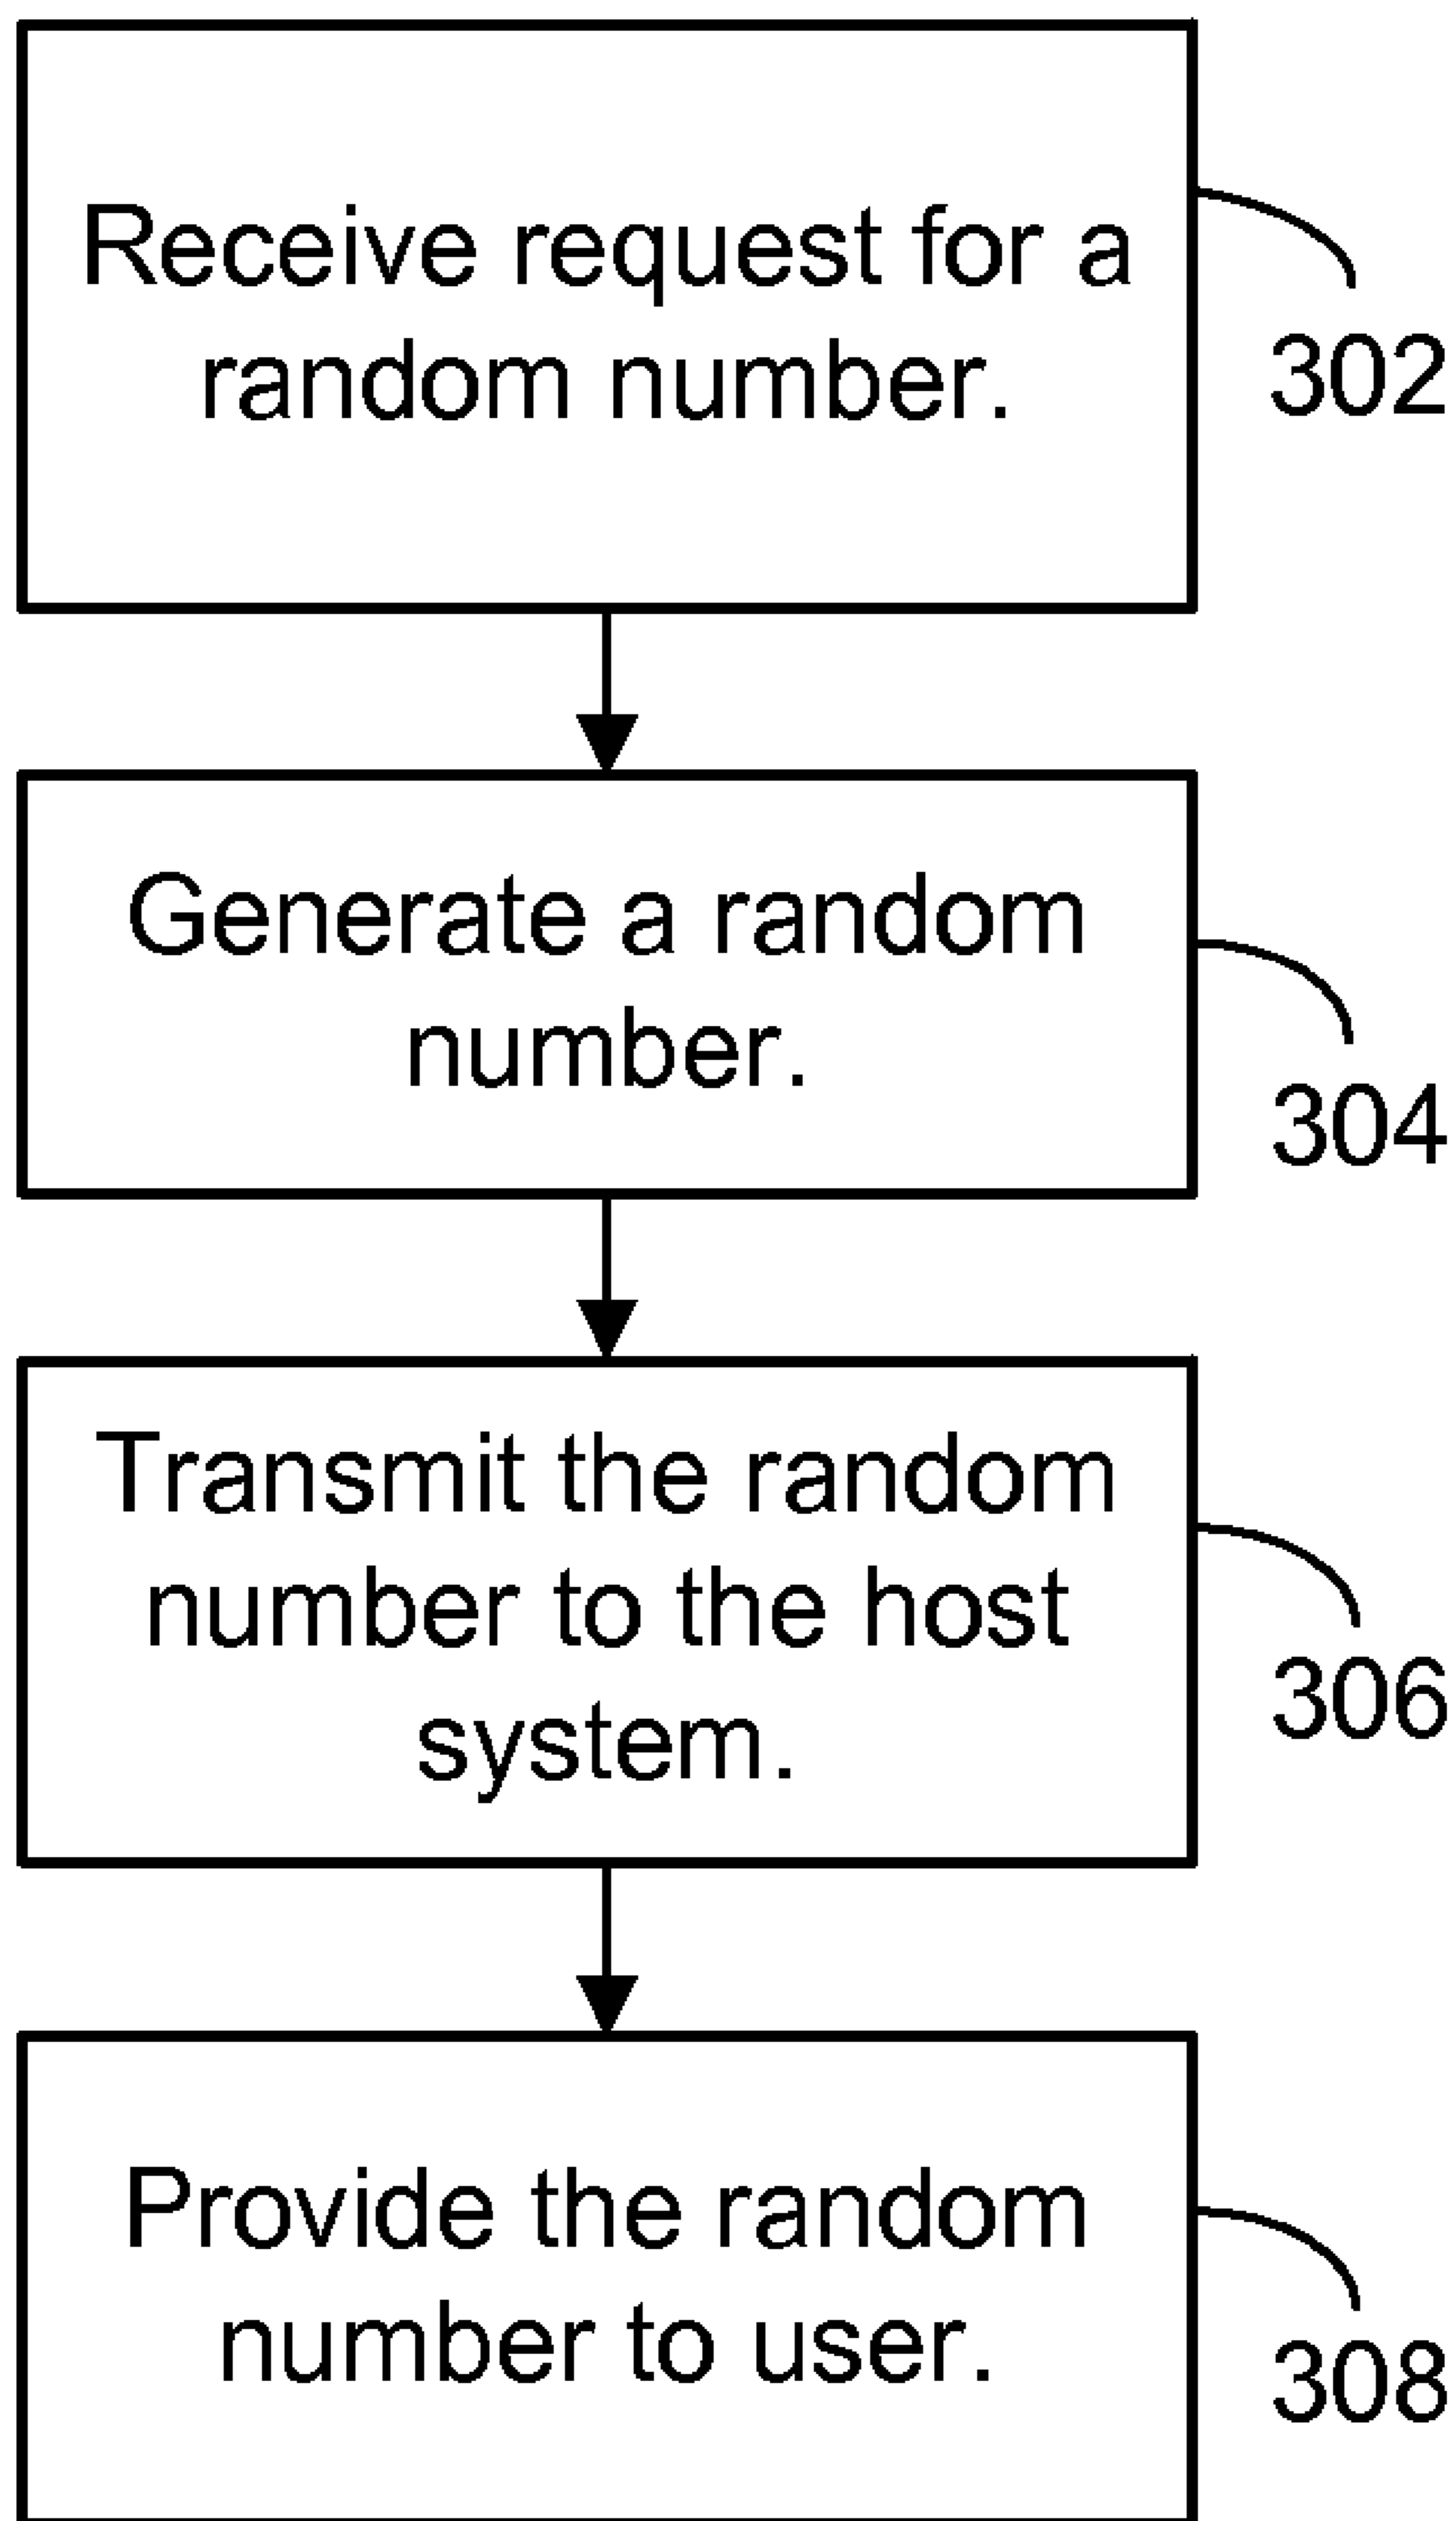 Receive request for a
random number.
302
Generate a random
number.
304
Transmit the random
number to the host
system.
306
Provide the random
number to user.
308